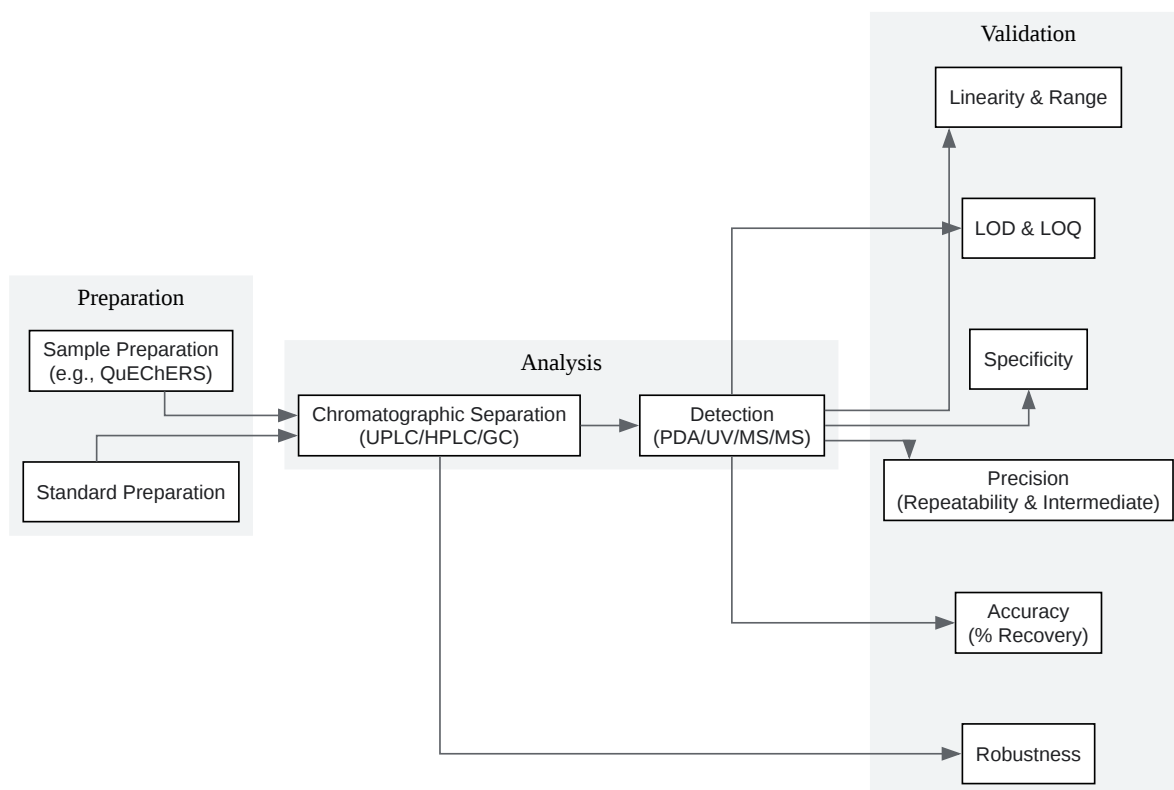 Preparation
Sample Preparation
(e.g., QuEChERS)
Standard Preparation
Analysis
Chromatographic Separation
(UPLC/HPLC/GC)
Detection
(PDA/UV/MS/MS)
Validation
Linearity & Range
LOD & LOQ
Specificity
Precision
(Repeatability & Intermediate)
Accuracy
(% Recovery)
Robustness